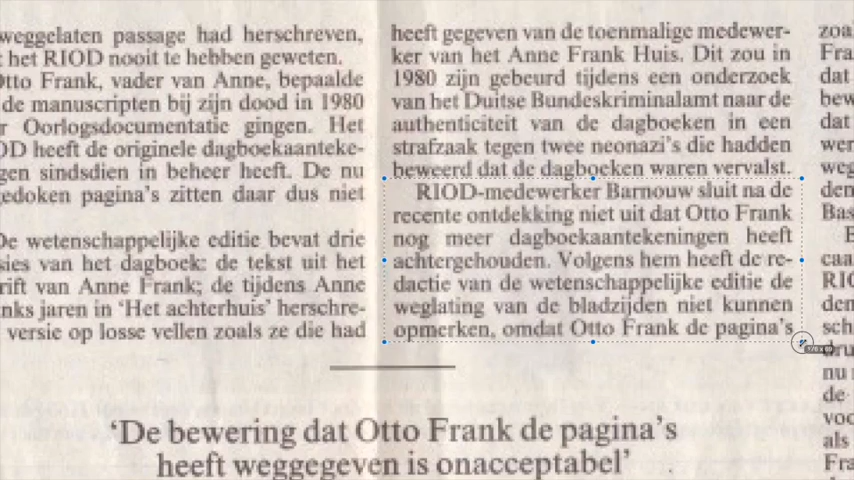 weggelaten passage had herschreven,
het RIOD nooit te hebben geweten.
Otto Frank, vader van Anne, bepaalde
de manuscripten bij zijn dood in 1980
r Oorlogsdocumentatie gingen. Het
OD heeft de originele dagboekaanteke-
gen sindsdien in beheer heeft. De nu
gedoken pagina's zitten daar dus niet
De wetenschappelijke editie bevat drie
sies van het dagboek: de tekst uit het
rift van Anne Frank; de tijdens Anne
nks jaren in 'Het achterhuis' herschre-
versie op losse vellen zoals ze die had
heeft gegeven van de toenmalige medewer-
ker van het Anne Frank Huis. Dit zou in
1980 zijn gebeurd tijdens een onderzoek
van het Duitse Bundeskriminalamt naar de
authenticiteit van de dagboeken in een
strafzaak tegen twee neonazi's die hadden
beweerd dat de dagboeken waren vervalst.
RIOD-medewerker Barnouw sluit na de
recente ontdekking niet uit dat Otto Frank
nog meer dagboekaantekeningen heeft
achtergehouden. Volgens hem heeft de re-
dactie van de wetenschappelijke editie de
weglating van de bladzijden niet kunnen
opmerken, omdat Otto Frank de pagina's
'De bewering dat Otto Frank de pagina's
heeft weggegeven is onacceptabel'
zoal
Fra
dat
bew
dat
wer
weg
den
Bas
E
caa
RIO
den
sch
dru
nu
de
voo
als
Fra